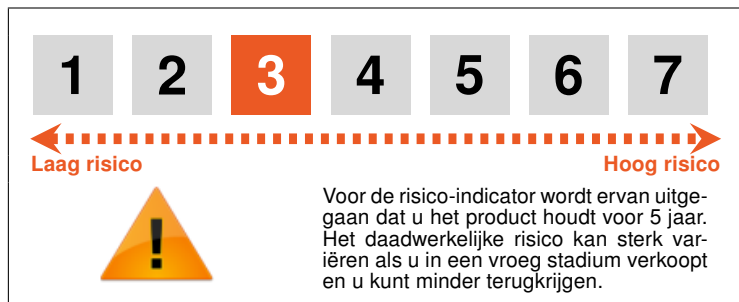 1 2 3 4 5 6 7
Laag risico Hoog risico
!
Voor de risico-indicator wordt ervan uitge-
gaan dat u het product houdt voor 5 jaar.
Het daadwerkelijke risico kan sterk var-
iëren als u in een vroeg stadium verkoopt
en u kunt minder terugkrijgen.